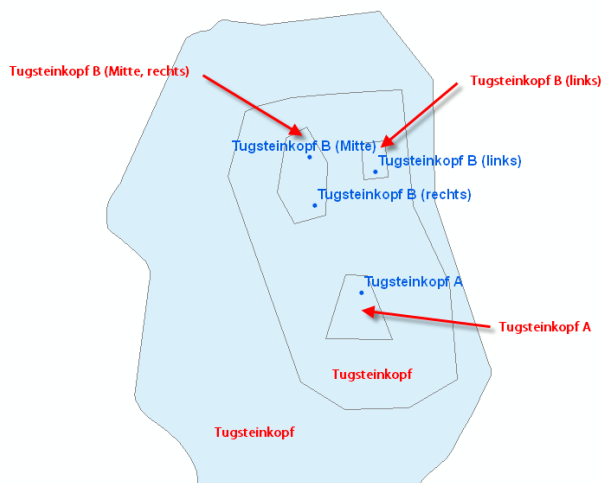 Tugsteinkopf B (Mitte, rechts)
Tugsteinkopf B (links)
Tugsteinkopf B (Mitte)
Tugsteinkopf B (links)
Tugsteinkopf B (rechts)
Tugsteinkopf A
Tugsteinkopf A
Tugsteinkopf
Tugsteinkopf